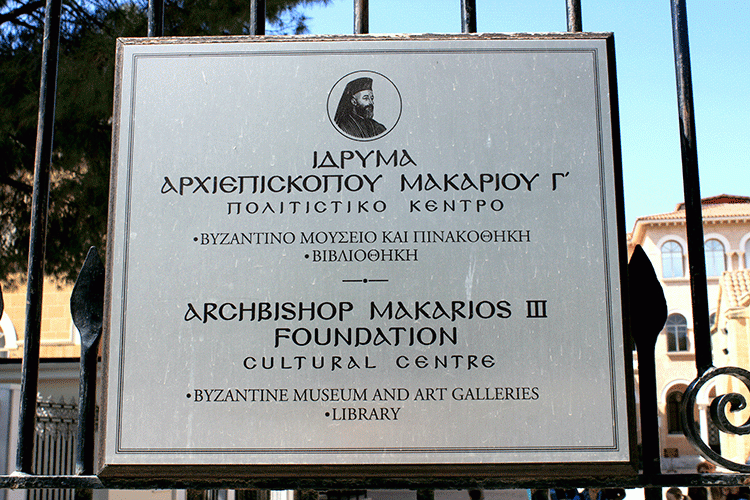 ΙΔΡΥΜΑ
ΑΡΧΙΕΠΙΣΚΟΠΟΥ ΜΑΚΑΡΙΟΥ Γ'
ΠΟΛΙΤΙΣΤΙΚΟ ΚΕΝΤΡΟ
•ΒΥΖΑΝΤΙΝΟ ΜΟΥΣΕΙΟ ΚΑΙ ΠΙΝΑΚΟΘΗΚΗ
•ΒΙΒΛΙΟΘΗΚΗ
ARCHBISHOP MAKARIOS III
FOUNDATION
CULTURAL CENTRE
•BYZANTINE MUSEUM AND ART GALLERIES
•LIBRARY